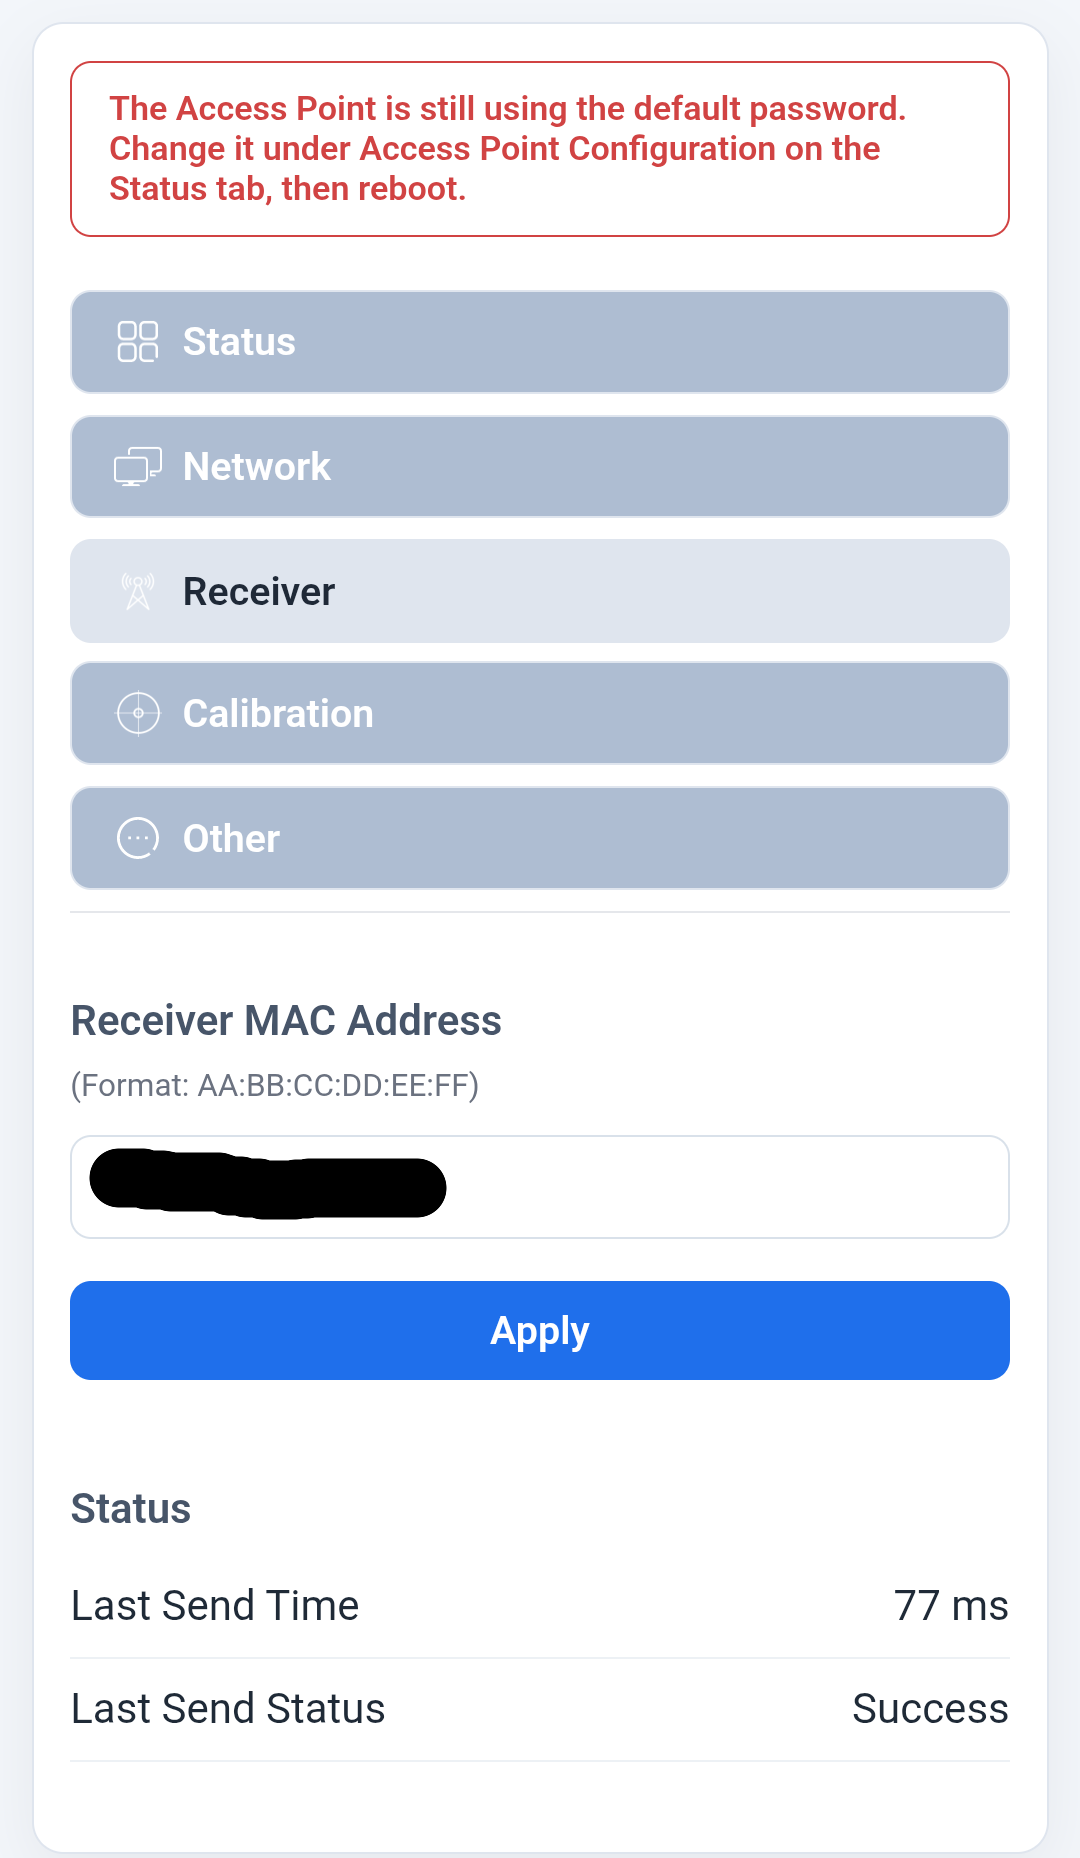 The Access Point is still using the default password.
Change it under Access Point Configuration on the
Status tab, then reboot.
Status
Network
Receiver
Calibration
Other
Receiver MAC Address
(Format: AA:BB:CC:DD:EE:FF)
Apply
Status
Last Send Time 77 ms
Last Send Status Success